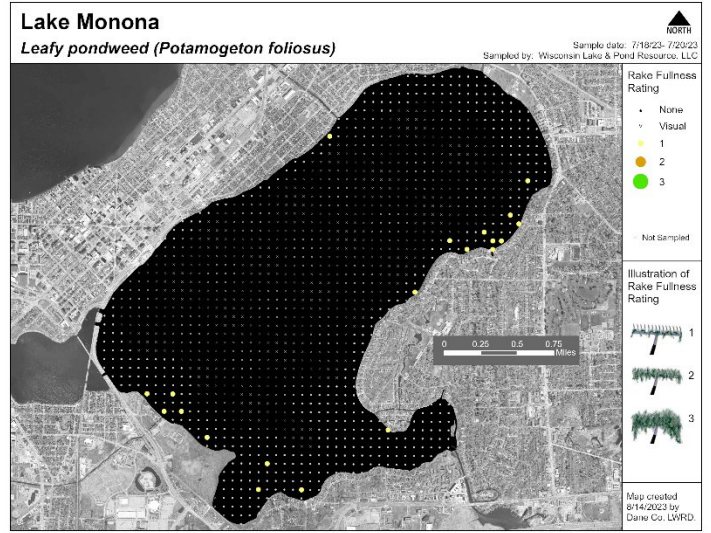 Lake Monona
Leafy pondweed (Potamogeton foliosus)
NORTH
Sample date: 7/18/23- 7/20/23
Sampled by: Wisconsin Lake & Pond Resource, LLC
Rake Fullness
Rating
None
Visual
1
2
3
Not Sampled
Illustration of
Rake Fullness
Rating
1
2
3
0 0.25 0.5 0.75
Miles
Map created
8/14/2023 by
Dane Co. LWRD.